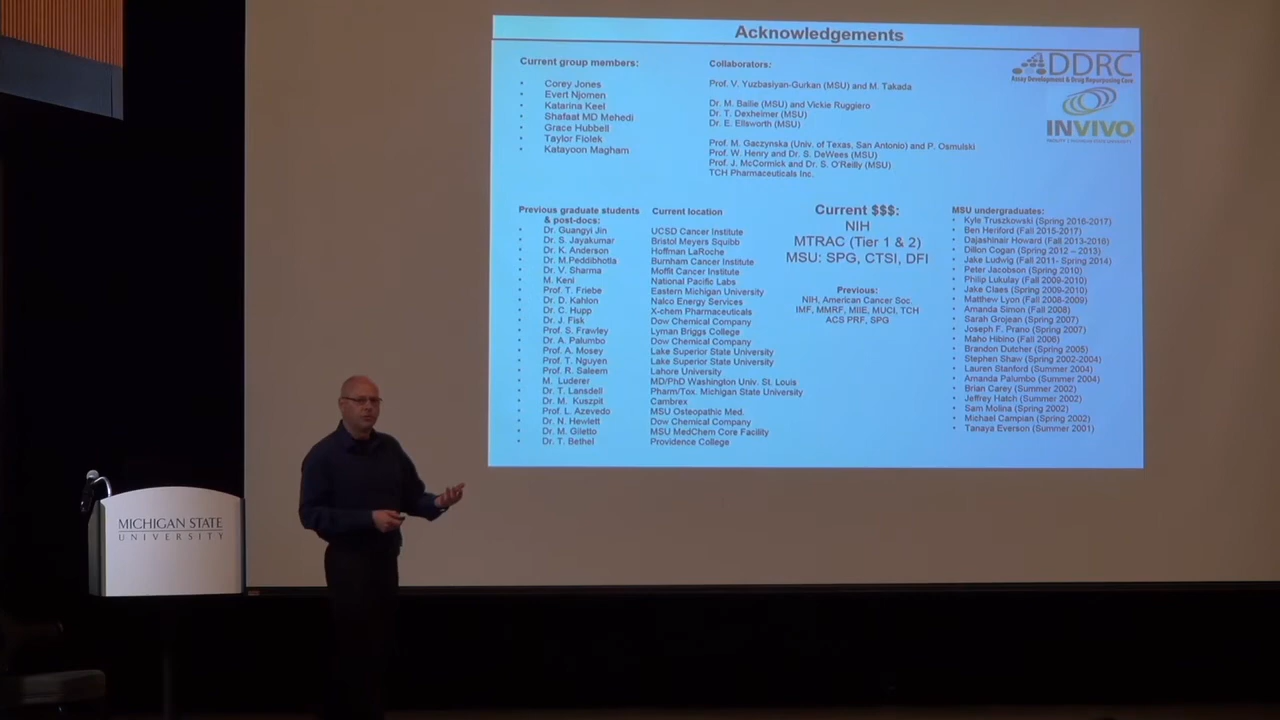 Acknowledgements
ADDRC
Assay Development & Drug Repurposing Core
INVIVO
Current group members:
• Corey Jones
• Evert Njomen
• Katarina Keel
• Shafaat MD Mehedi
• Grace Hubbell
• Taylor Fiolek
• Katayoon Magham
Collaborators:
Prof. V. Yuzbasiyan-Gurkan (MSU) and M. Takada
Dr. M. Bailie (MSU) and Vickie Ruggiero
Dr. T. Dexheimer (MSU)
Dr. E. Ellsworth (MSU)
Prof. M. Gaczynska (Univ. of Texas, San Antonio) and P. Osmulski
Prof. W. Henry and Dr. S. DeWees (MSU)
Prof. J. McCormick and Dr. S. O'Reilly (MSU)
TCH Pharmaceuticals Inc.
Previous graduate students & post-docs: Current location
• Dr. Guangyi Jin UCSD Cancer Institute
• Dr. S. Jayakumar Bristol Meyers Squibb
• Dr. K. Anderson Hoffman LaRoche
• Dr. M.Peddibhotla Burnham Cancer Institute
• Dr. V. Sharma Moffit Cancer Institute
• M. Keni National Pacific Labs
• Prof. T. Friebe Eastern Michigan University
• Dr. D. Kahlon Nalco Energy Services
• Dr. C. Hupp X-chem Pharmaceuticals
• Dr. J. Fisk Dow Chemical Company
• Prof. S. Frawley Lyman Briggs College
• Dr. A. Palumbo Dow Chemical Company
• Prof. A. Mosey Lake Superior State University
• Prof. T. Nguyen Lake Superior State University
• Prof. R. Saleem Lahore University
• M. Luderer MD/PhD Washington Univ. St. Louis
• Dr. T. Lansdell Pharm/Tox. Michigan State University
• Dr. M. Kuszpit Cambrex
• Prof. L. Azevedo MSU Osteopathic Med.
• Dr. N. Hewlett Dow Chemical Company
• Dr. M. Giletto MSU MedChem Core Facility
• Dr. T. Bethel Providence College
Current $$$:
NIH
MTRAC (Tier 1 & 2)
MSU: SPG, CTSI, DFI
Previous:
NIH, American Cancer Soc.
IMF, MMRF, MIIE, MUCI, TCH
ACS PRF, SPG
MSU undergraduates:
• Kyle Truszkowski (Spring 2016-2017)
• Ben Heriford (Fall 2015-2017)
• Dajashinair Howard (Fall 2013-2016)
• Dillon Cogan (Spring 2012 – 2013)
• Jake Ludwig (Fall 2011- Spring 2014)
• Peter Jacobson (Spring 2010)
• Philip Lukulay (Fall 2009-2010)
• Jake Claes (Spring 2009-2010)
• Matthew Lyon (Fall 2008-2009)
• Amanda Simon (Fall 2008)
• Sarah Grojean (Spring 2007)
• Joseph F. Prano (Spring 2007)
• Maho Hibino (Fall 2006)
• Brandon Dutcher (Spring 2005)
• Stephen Shaw (Spring 2002-2004)
• Lauren Stanford (Summer 2004)
• Amanda Palumbo (Summer 2004)
• Brian Carey (Summer 2002)
• Jeffrey Hatch (Summer 2002)
• Sam Molina (Spring 2002)
• Michael Campian (Spring 2002)
• Tanaya Everson (Summer 2001)
MICHIGAN STATE
UNIVERSITY